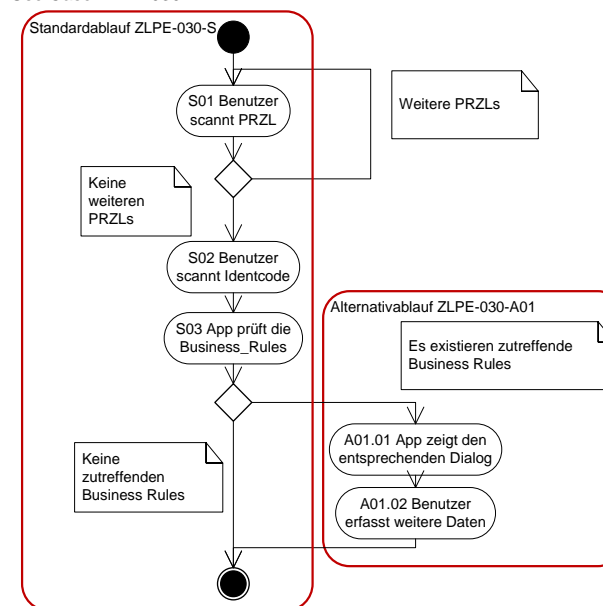 Standardablauf ZLPE-030-S
S01 Benutzer
scannt PRZL
Weitere PRZLs
Keine
weiteren
PRZLs
S02 Benutzer
scannt Identcode
S03 App prüft die
Business_Rules
Alternativablauf ZLPE-030-A01
Es existieren zutreffende
Business Rules
A01.01 App zeigt den
entsprechenden Dialog
Keine
zutreffenden
Business Rules
A01.02 Benutzer
erfasst weitere Daten